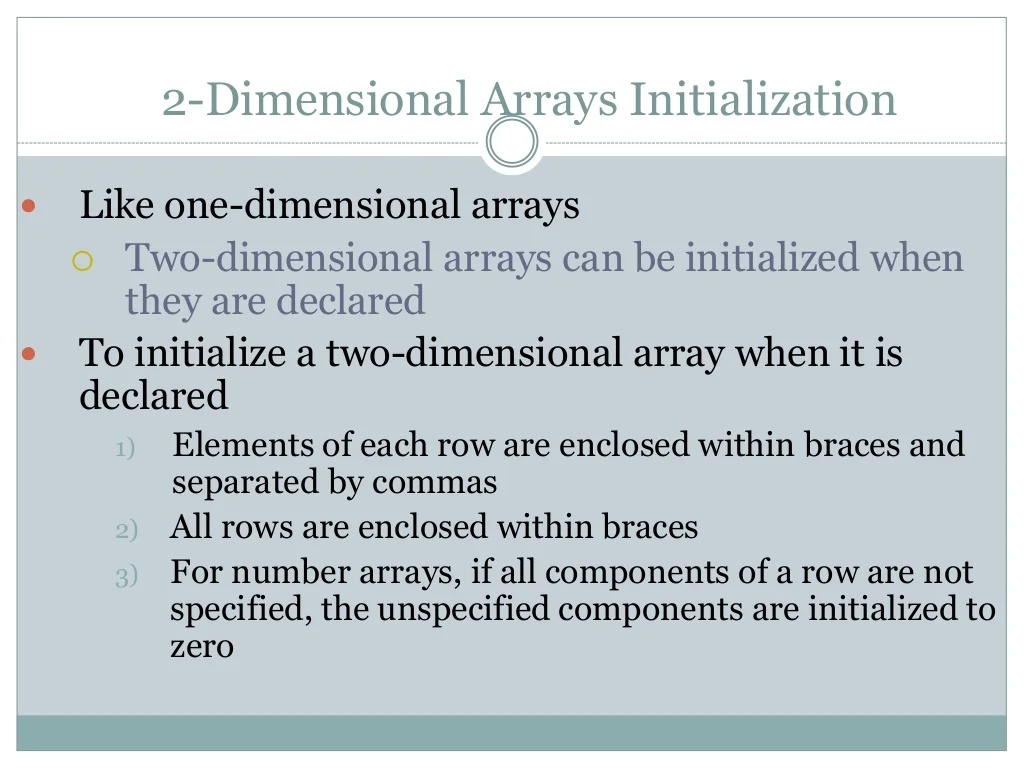 2-Dimensional Arrays Initialization
Like one-dimensional arrays
Two-dimensional arrays can be initialized when
they are declared
To initialize a two-dimensional array when it is
declared
1) Elements of each row are enclosed within braces and
separated by commas
2) All rows are enclosed within braces
3) For number arrays, if all components of a row are not
specified, the unspecified components are initialized to
zero